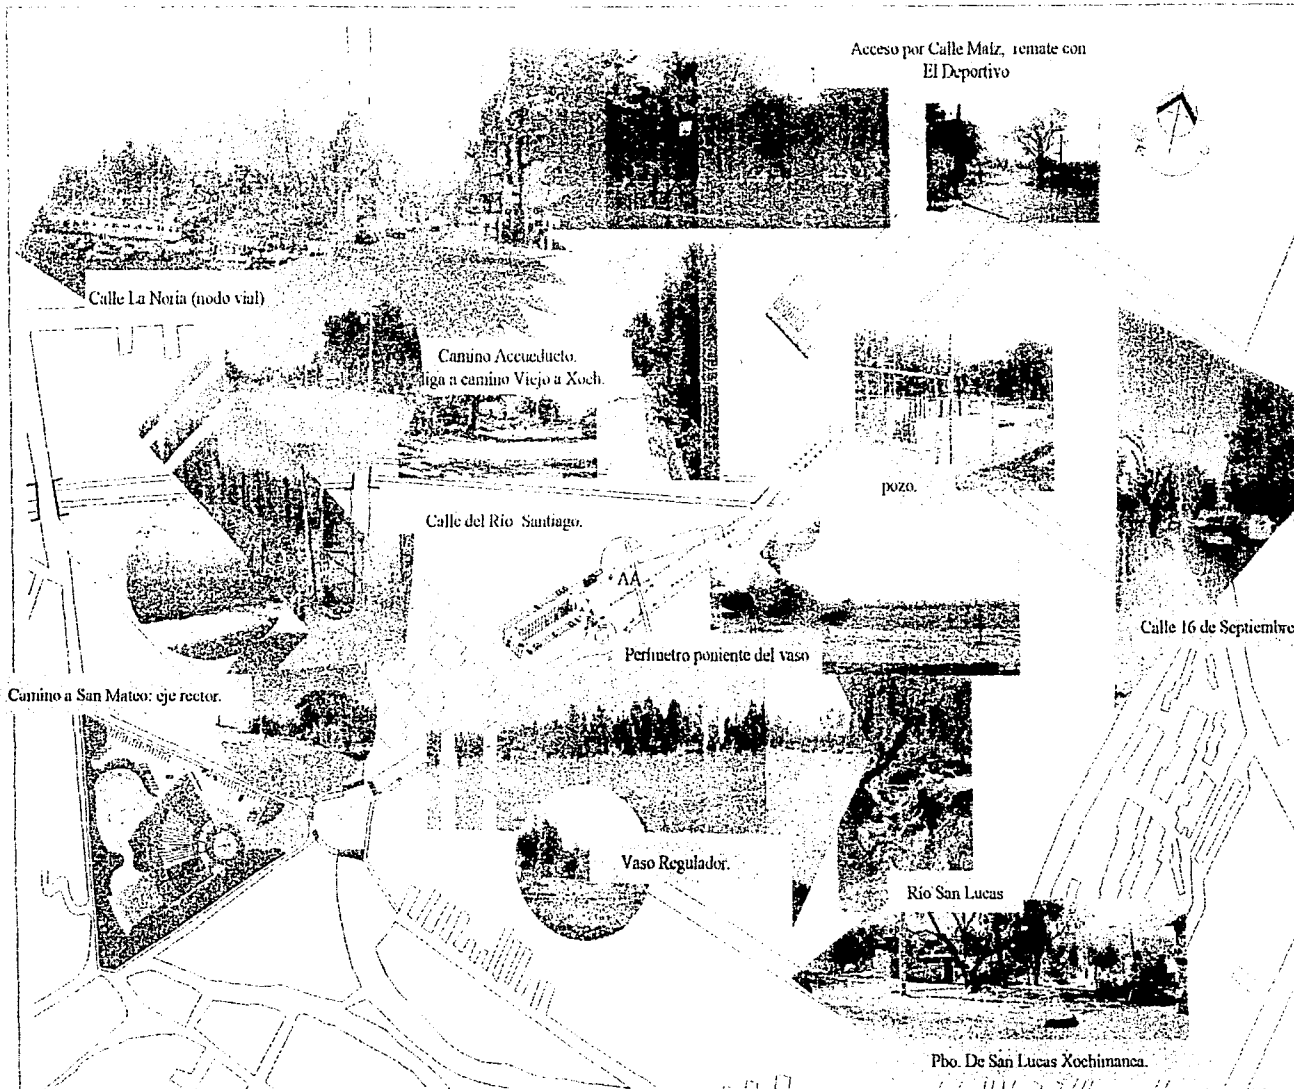 Acceso por Calle Maíz, remate con
El Deportivo
Calle La Noria (nodo vial)
Camino Acueducto.
liga a camino Viejo a Xoch.
pozo.
Calle del Río Santiago.
AA
Perímetro poniente del vaso
Calle 16 de Septiembre
Camino a San Mateo: eje rector.
Vaso Regulador.
Río San Lucas
Pbo. De San Lucas Xochimanca.